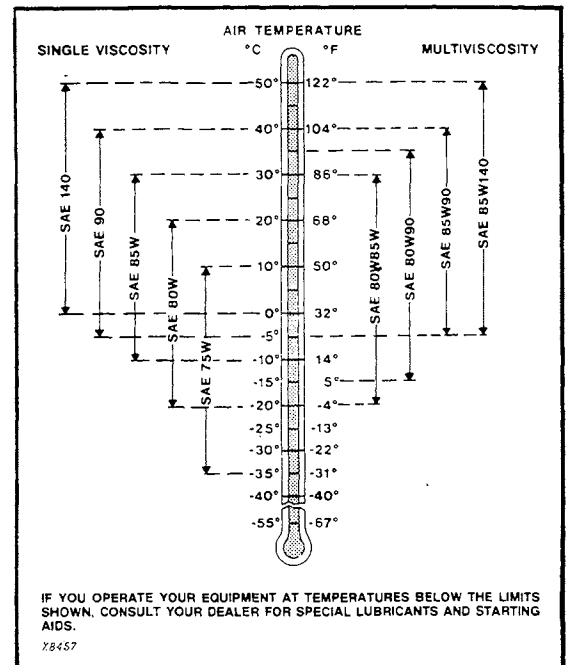 AIR TEMPERATURE
SINGLE VISCOSITY °C °F MULTIVISCOSITY
50° 122°
40° 104°
30° 86°
20° 68°
10° 50°
0° 32°
-5°
-10° 14°
-15° 5°
-20° -4°
-25° -13°
-30° -22°
-35° -31°
-40° -40°
-55° -67°
SAE 140
SAE 90
SAE 85W
SAE 80W
SAE 75W
SAE 80W85W
SAE 80W90
SAE 85W90
SAE 85W140
IF YOU OPERATE YOUR EQUIPMENT AT TEMPERATURES BELOW THE LIMITS
SHOWN, CONSULT YOUR DEALER FOR SPECIAL LUBRICANTS AND STARTING
AIDS.
X8457